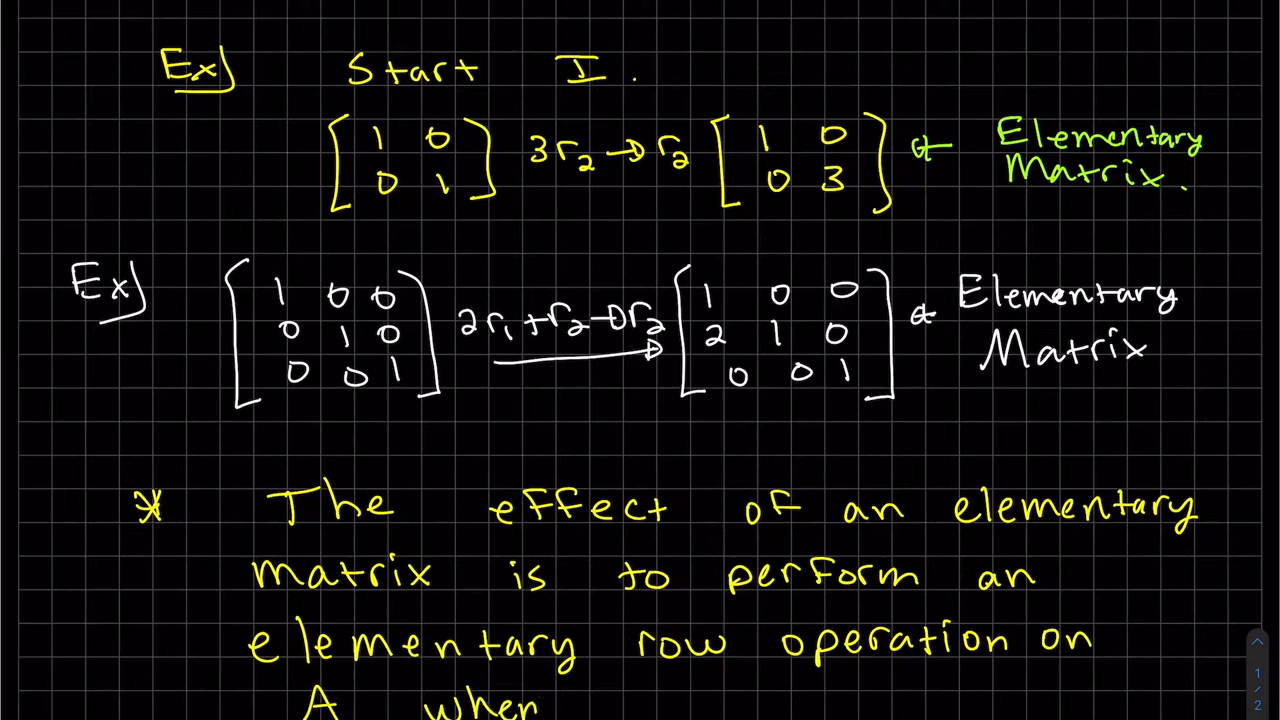 Ex) Start I.
[1 0 0 1] 3r₂ → r₂ [1 0 0 3] ← Elementary Matrix.
Ex) [1 0 0 0 1 0 0 0 1] 2r₁ + r₂ → r₂ [1 0 0 2 1 0 0 0 1] ← Elementary Matrix
* The effect of an elementary
matrix is to perform an
elementary row operation on
A when
1/2